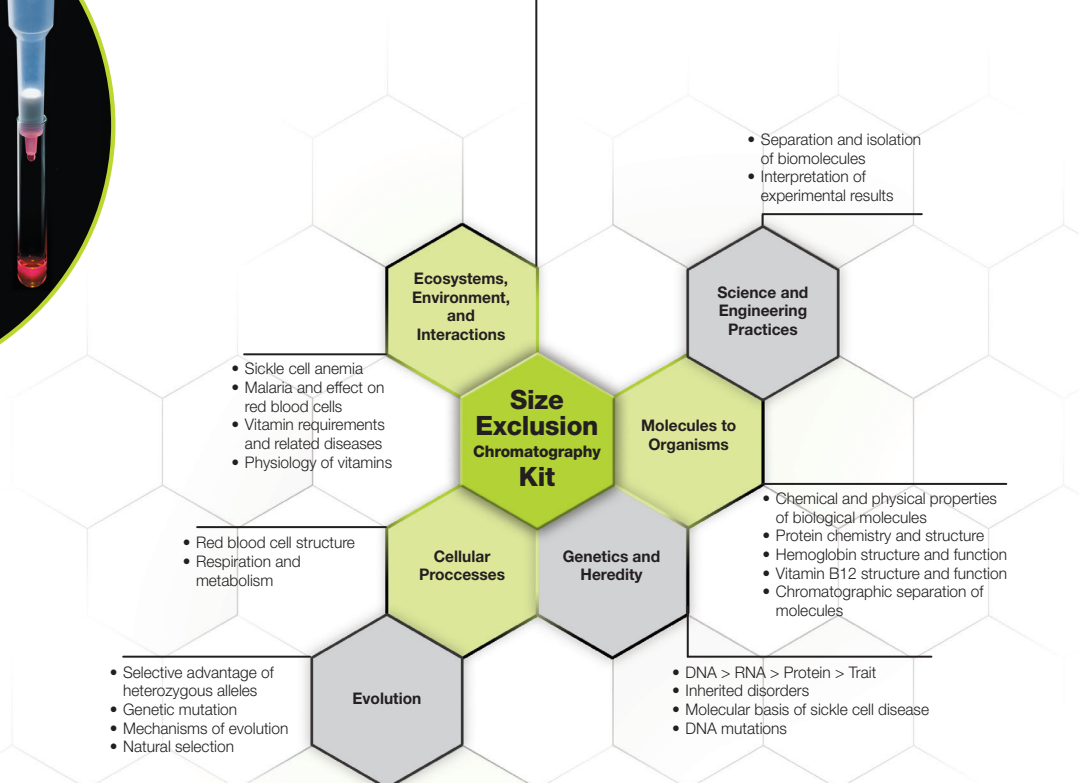 • Separation and isolation
of biomolecules
• Interpretation of
experimental results
Ecosystems,
Environment,
and
Interactions
Science and
Engineering
Practices
• Sickle cell anemia
• Malaria and effect on
red blood cells
• Vitamin requirements
and related diseases
• Physiology of vitamins
Size
Exclusion
Chromatography
Kit
Molecules to
Organisms
• Chemical and physical properties
of biological molecules
• Protein chemistry and structure
• Hemoglobin structure and function
• Vitamin B12 structure and function
• Chromatographic separation of
molecules
• Red blood cell structure
• Respiration and
metabolism
Cellular
Proccesses
Genetics and
Heredity
• Selective advantage of
heterozygous alleles
• Genetic mutation
• Mechanisms of evolution
• Natural selection
Evolution
• DNA > RNA > Protein > Trait
• Inherited disorders
• Molecular basis of sickle cell disease
• DNA mutations